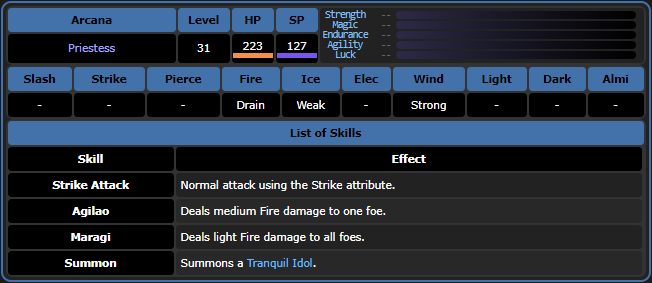 Arcana Level HP SP
Priestess 31 223 127
Strength --
Magic --
Endurance --
Agility --
Luck --
Slash Strike Pierce Fire Ice Elec Wind Light Dark Almi
- - - Drain Weak - Strong - - -
List of Skills
Skill Effect
Strike Attack Normal attack using the Strike attribute.
Agilao Deals medium Fire damage to one foe.
Maragi Deals light Fire damage to all foes.
Summon Summons a Tranquil Idol.